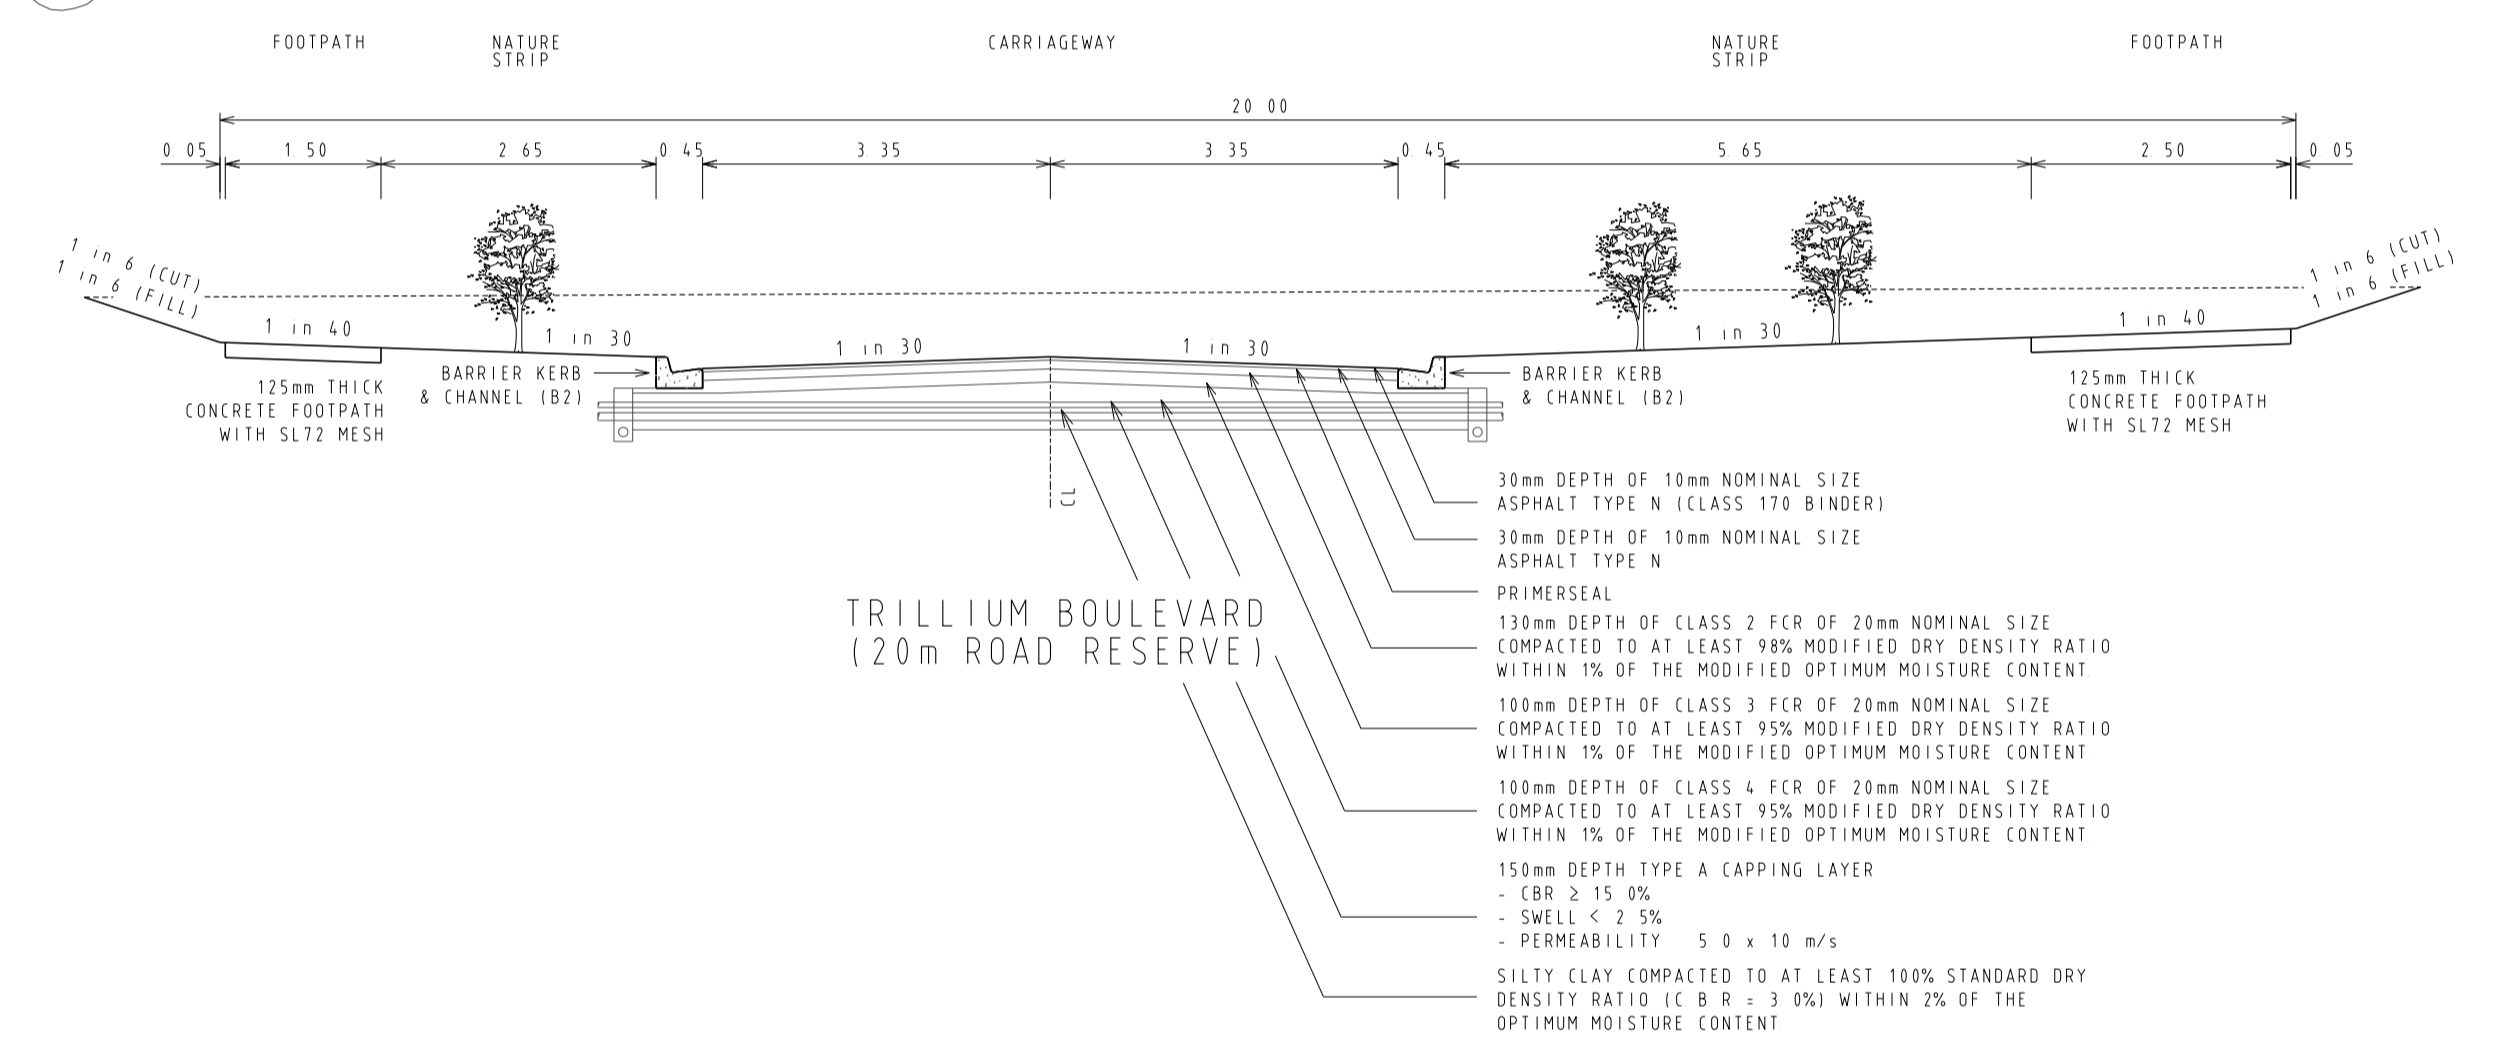 FOOTPATH
NATURE
STRIP
CARRIAGEWAY
NATURE
STRIP
FOOTPATH
20 00
0 05
1 50
2 65
0 45
3 35
3 35
0 45
5 65
2 50
0 05
1 in 6 (CUT)
1 in 6 (FILL)
1 in 40
1 in 30
1 in 30
1 in 30
1 in 30
1 in 40
1 in 6 (CUT)
1 in 6 (FILL)
125mm THICK
CONCRETE FOOTPATH
WITH SL72 MESH
BARRIER KERB
& CHANNEL (B2)
BARRIER KERB
& CHANNEL (B2)
125mm THICK
CONCRETE FOOTPATH
WITH SL72 MESH
CL
TRILLIUM BOULEVARD
(20m ROAD RESERVE)
30mm DEPTH OF 10mm NOMINAL SIZE
ASPHALT TYPE N (CLASS 170 BINDER)
30mm DEPTH OF 10mm NOMINAL SIZE
ASPHALT TYPE N
PRIMERSEAL
130mm DEPTH OF CLASS 2 FCR OF 20mm NOMINAL SIZE
COMPACTED TO AT LEAST 98% MODIFIED DRY DENSITY RATIO
WITHIN 1% OF THE MODIFIED OPTIMUM MOISTURE CONTENT
100mm DEPTH OF CLASS 3 FCR OF 20mm NOMINAL SIZE
COMPACTED TO AT LEAST 95% MODIFIED DRY DENSITY RATIO
WITHIN 1% OF THE MODIFIED OPTIMUM MOISTURE CONTENT
100mm DEPTH OF CLASS 4 FCR OF 20mm NOMINAL SIZE
COMPACTED TO AT LEAST 95% MODIFIED DRY DENSITY RATIO
WITHIN 1% OF THE MODIFIED OPTIMUM MOISTURE CONTENT
150mm DEPTH TYPE A CAPPING LAYER
- CBR ≥ 15 0%
- SWELL < 2 5%
- PERMEABILITY 5 0 x 10 m/s
SILTY CLAY COMPACTED TO AT LEAST 100% STANDARD DRY
DENSITY RATIO (C B R = 3 0%) WITHIN 2% OF THE
OPTIMUM MOISTURE CONTENT